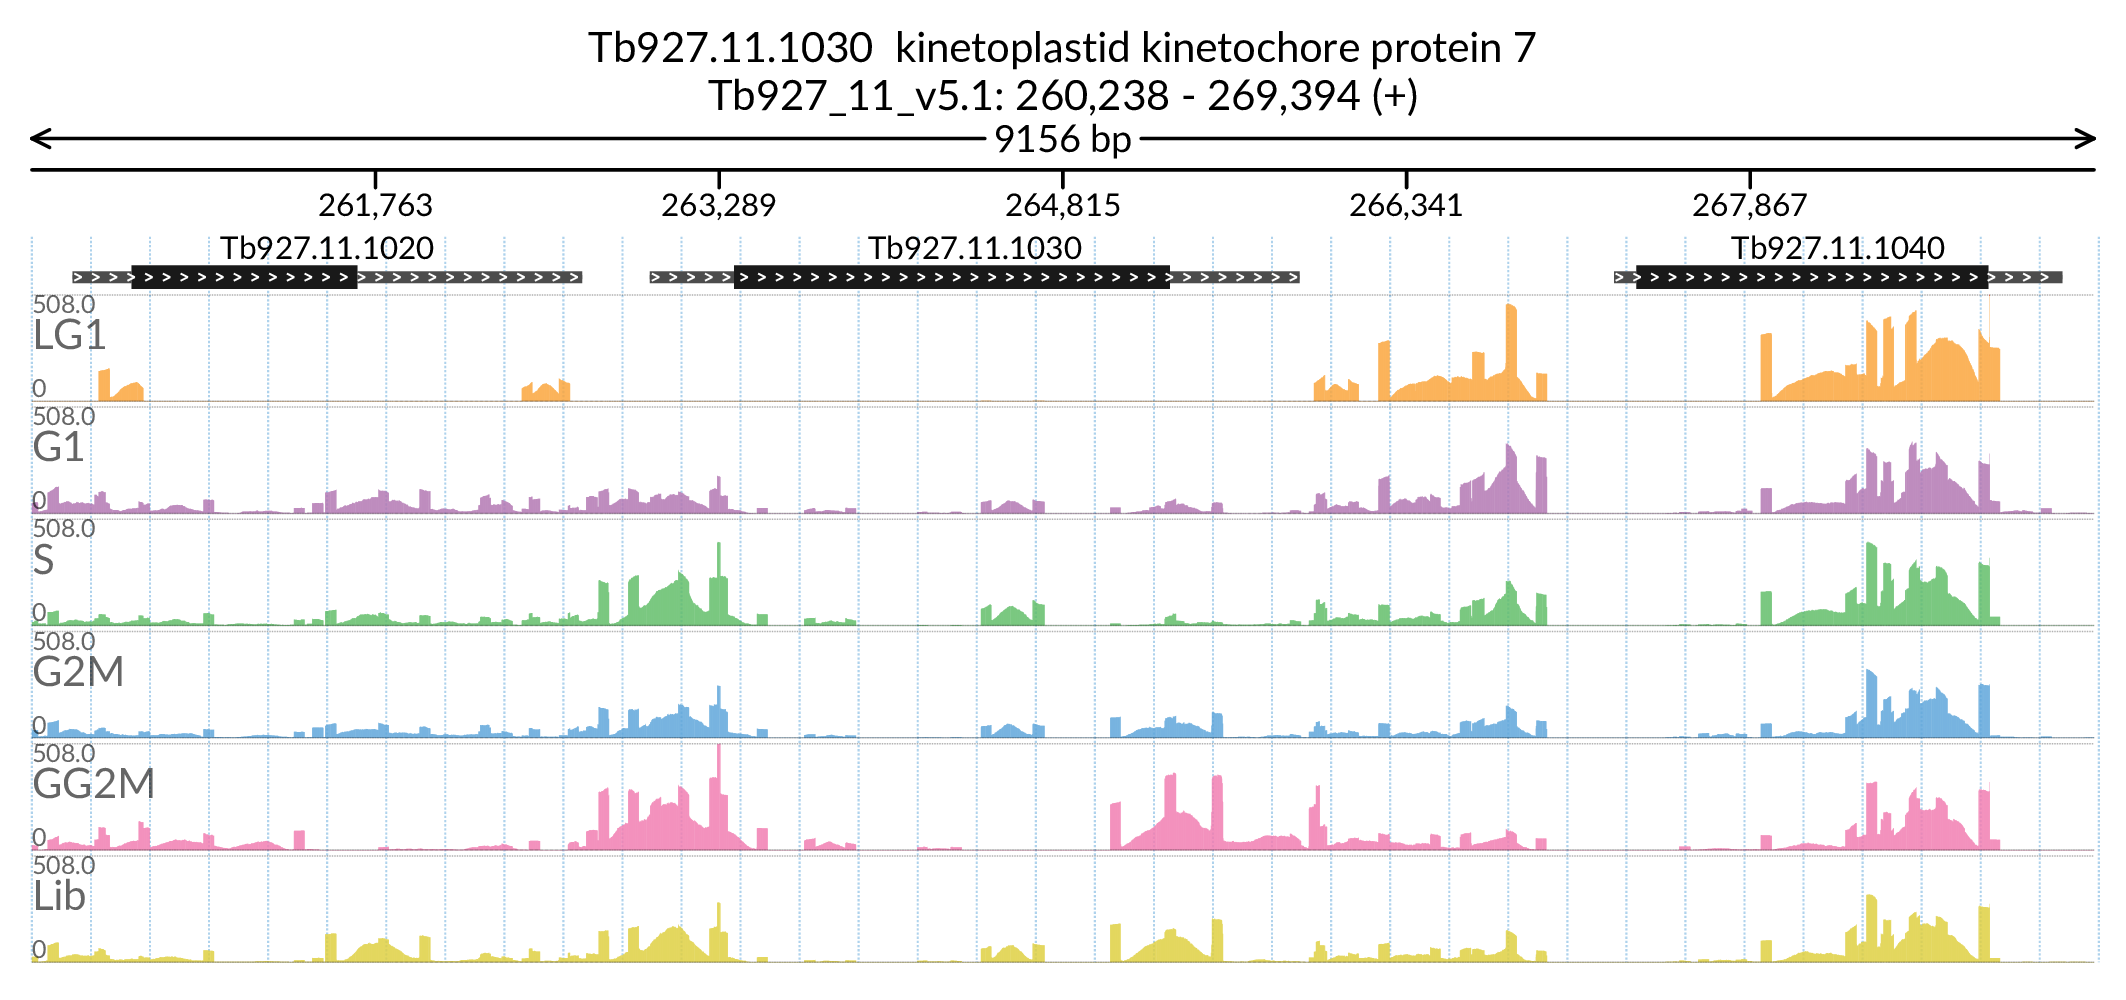 Tb927.11.1030 kinetoplastid kinetochore protein 7
Tb927_11_v5.1: 260,238 - 269,394 (+)
9156 bp
261,763 263,289 264,815 266,341 267,867
Tb927.11.1020 Tb927.11.1030 Tb927.11.1040
508.0
LG1
0
508.0
G1
0
508.0
S
0
508.0
G2M
0
508.0
GG2M
0
508.0
Lib
0